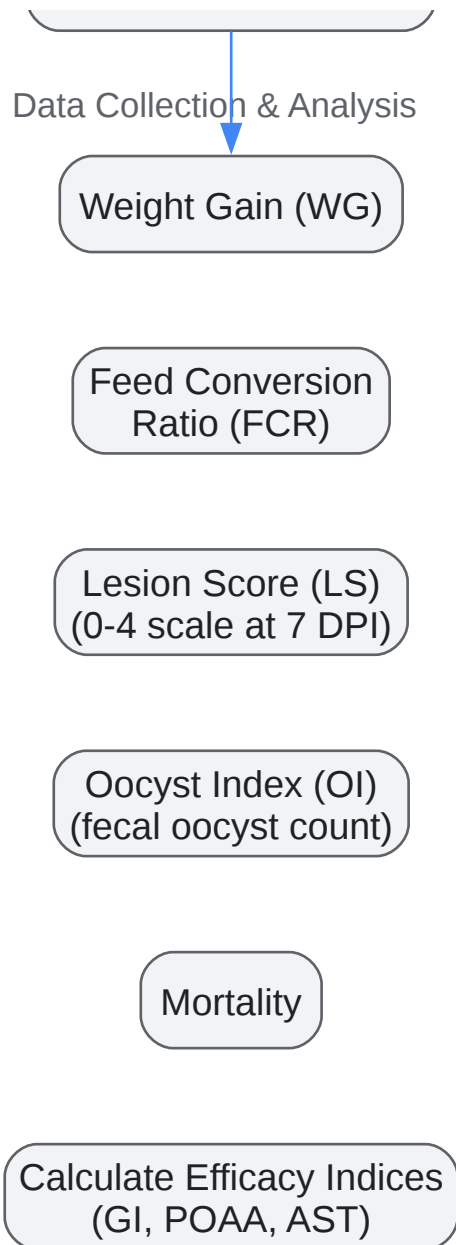 Data Collection & Analysis
Weight Gain (WG)
Feed Conversion
Ratio (FCR)
Lesion Score (LS)
(0-4 scale at 7 DPI)
Oocyst Index (OI)
(fecal oocyst count)
Mortality
Calculate Efficacy Indices
(GI, POAA, AST)